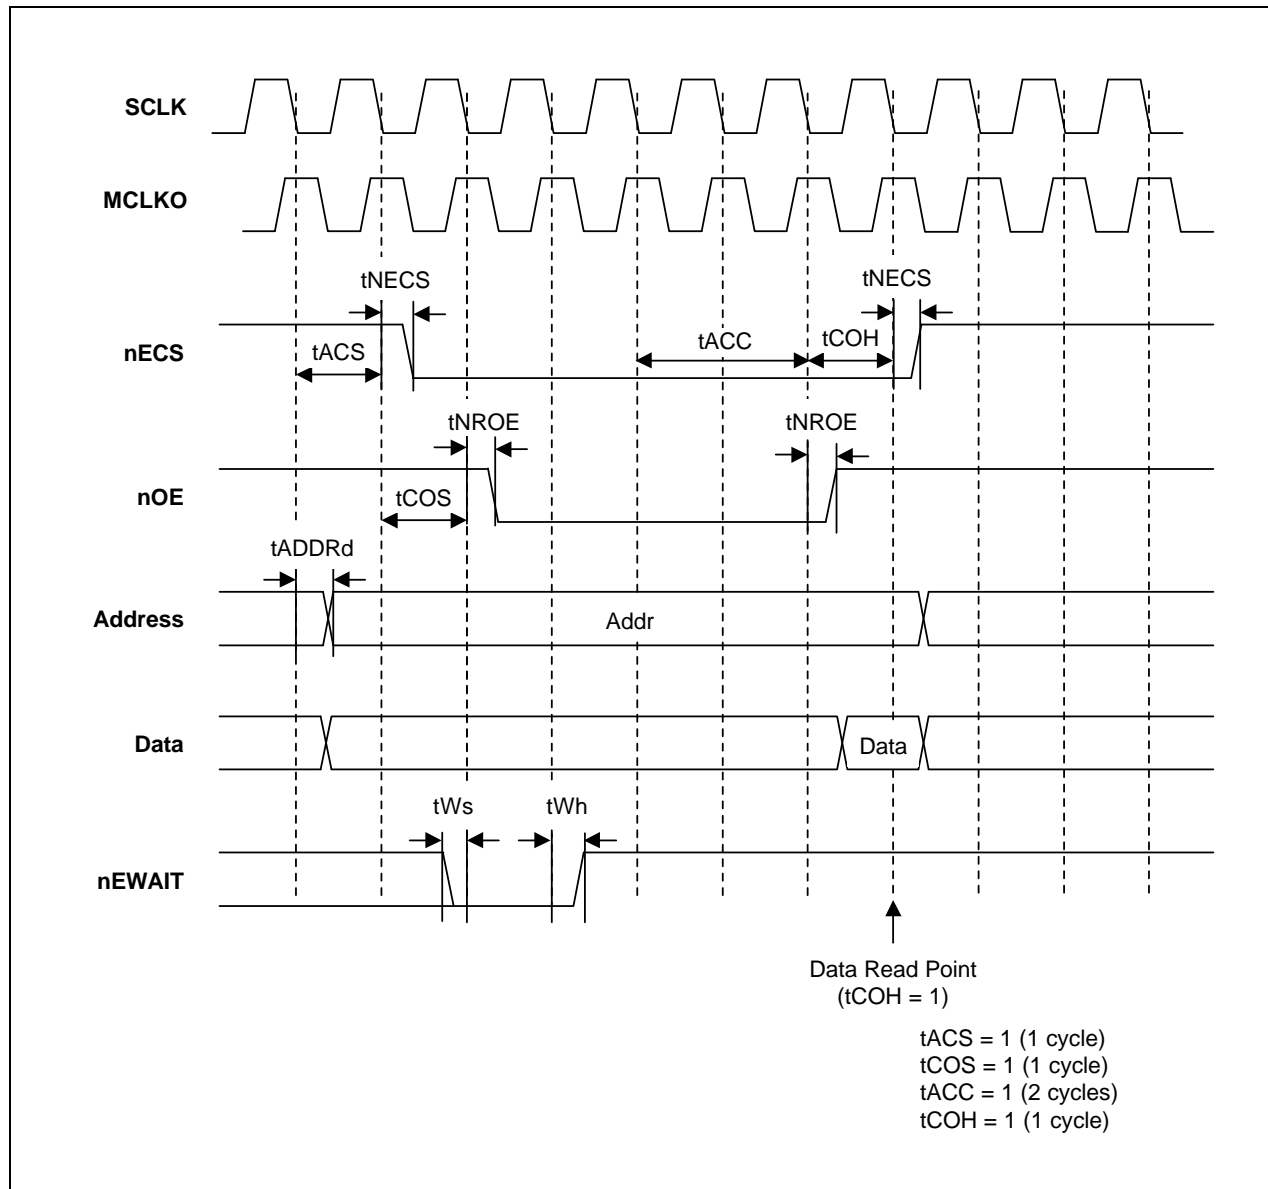 SCLK
MCLKO
tNECS
tNECS
nECS
tACS
tACC
tCOH
tNROE
tNROE
nOE
tCOS
tADDRd
Address
Addr
Data
Data
tWs
tWh
nEWAIT
Data Read Point
(tCOH = 1)
tACS = 1 (1 cycle)
tCOS = 1 (1 cycle)
tACC = 1 (2 cycles)
tCOH = 1 (1 cycle)